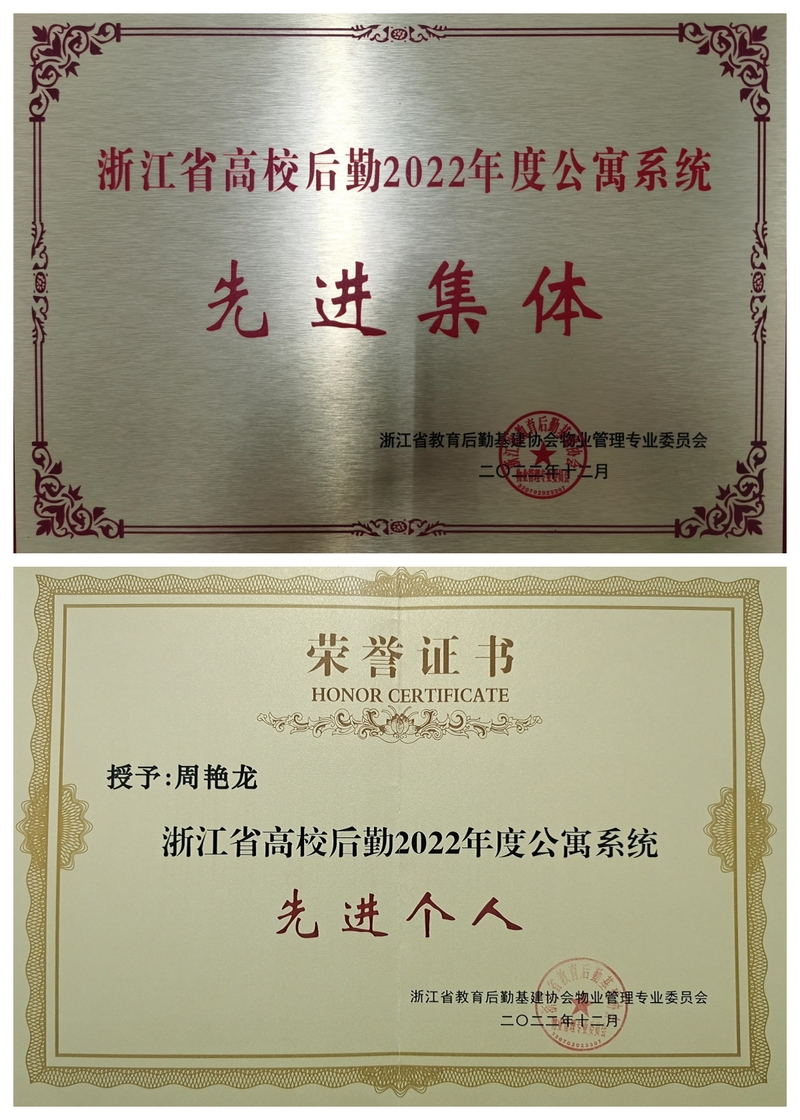 浙江省高校后勤2022年度公寓系统
先进集体
浙江省教育后勤基建协会物业管理专业委员会
二〇二二年十二月
荣誉证书
HONOR CERTIFICATE
授予:周艳龙
浙江省高校后勤2022年度公寓系统
先进个人
浙江省教育后勤基建协会物业管理专业委员会
二〇二二年十二月